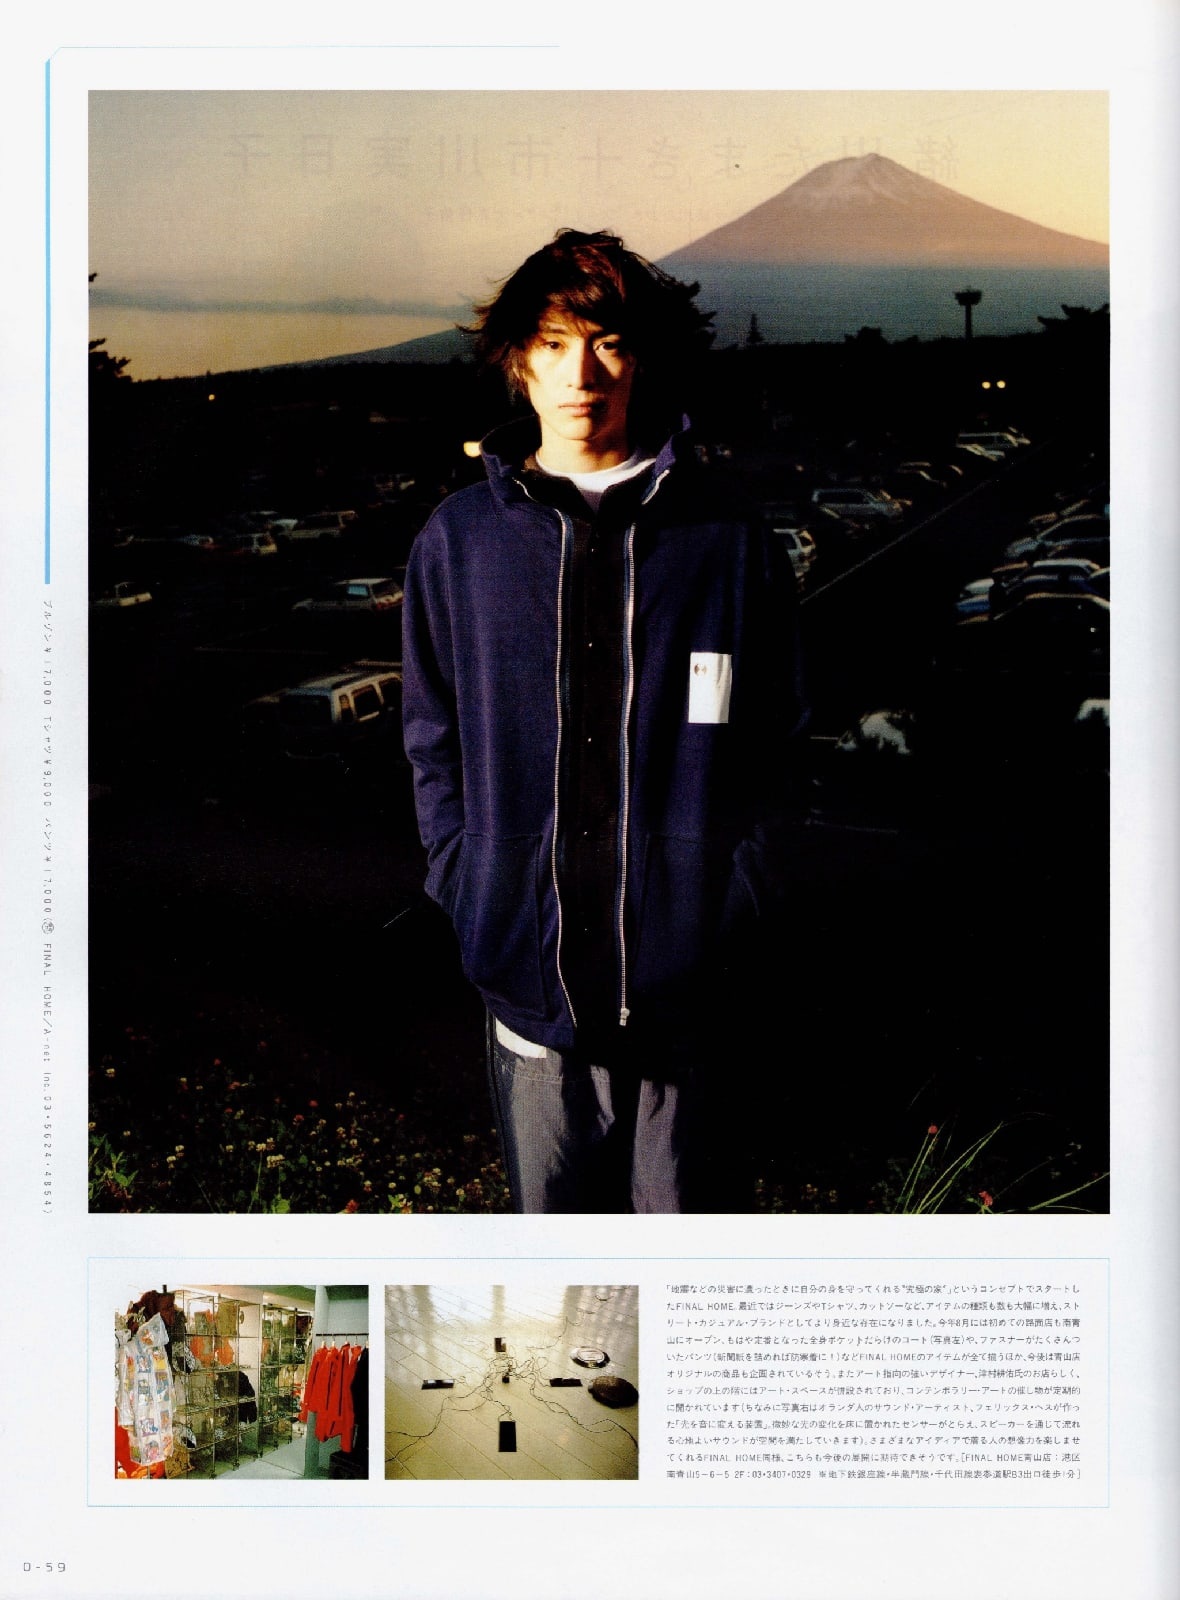 ブルゾン¥17,000 Tシャツ¥9,000 パンツ¥17,000 FINAL HOME／A-net Inc. 03・5624・4854）
「地震などの災害に遭ったときに自分の身を守ってくれる“究極の家”」というコンセプトでスタートし
たFINAL HOME。最近ではジーンズやTシャツ、カットソーなど、アイテムの種類も数も大幅に増え、スト
リート・カジュアル・ブランドとしてより身近な存在になりました。今年8月には初めての路面店も南青
山にオープン、もはや定番となった全身ポケットだらけのコート（写真左）や、ファスナーがたくさんつ
いたパンツ（新聞紙を詰めれば防寒着に！）などFINAL HOMEのアイテムが全て揃うほか、今後は青山店
オリジナルの商品も企画されているそう。またアート指向の強いデザイナー、津村耕佑氏のお店らしく、
ショップの上の階にはアート・スペースが併設されており、コンテンポラリー・アートの催し物が定期的
に開かれています（ちなみに写真右はオランダ人のサウンド・アーティスト、フェリックス・ヘスが作っ
た「光を音に変える装置」。微妙な光の変化を床に置かれたセンサーがとらえ、スピーカーを通じて流れ
る心地よいサウンドが空間を満たしていきます）。さまざまなアイディアで着る人の想像力を楽しませ
てくれるFINAL HOME同様、こちらも今後の展開に期待できそうです。［FINAL HOME青山店：港区
南青山5－6－5 2F：03・3407・0329 ※地下鉄銀座線・半蔵門線・千代田線表参道駅B3出口徒歩1分］
D-59